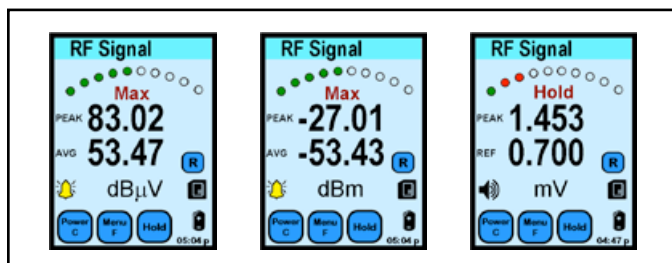 RF Signal
Max
PEAK 83.02
AVG 53.47 R
dBµV
Power C Menu F Hold
05:04 p
RF Signal
Max
PEAK -27.01
AVG -53.43 R
dBm
Power C Menu F Hold
05:04 p
RF Signal
Hold
PEAK 1.453
REF 0.700 R
mV
Power C Menu F Hold
04:47 p